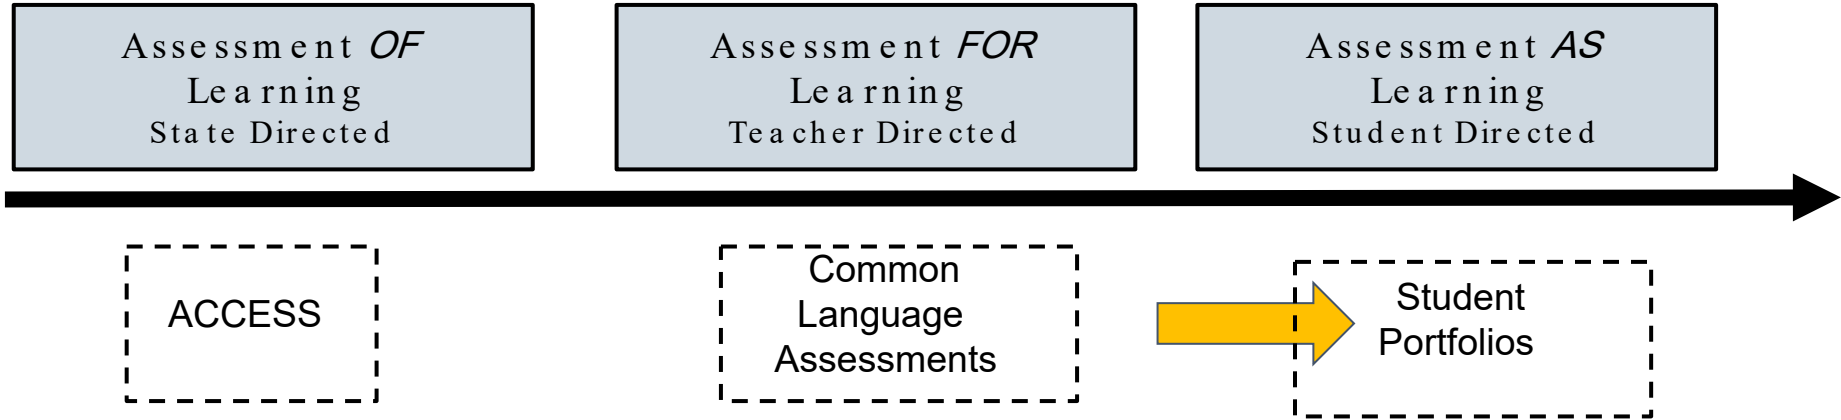 Assessment OF
Learning
State Directed
Assessment FOR
Learning
Teacher Directed
Assessment AS
Learning
Student Directed
ACCESS
Common
Language
Assessments
Student
Portfolios